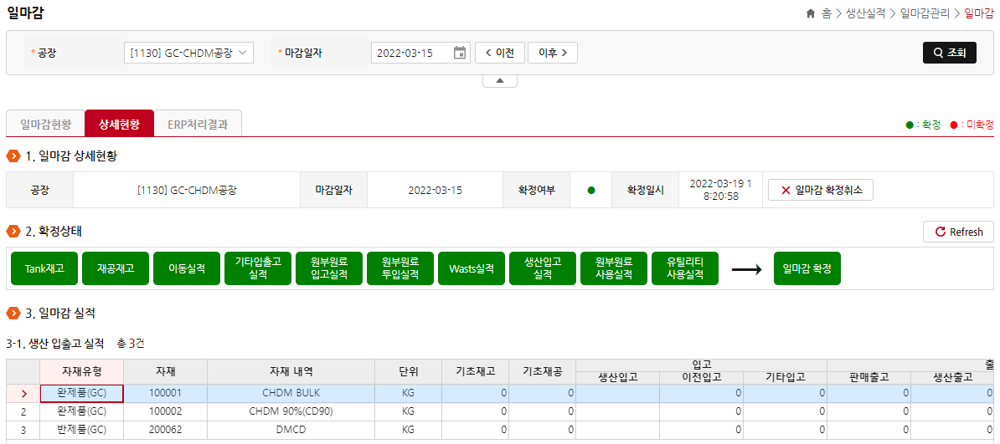 일마감
홈 > 생산실적 > 일마감관리 > 일마감
* 공장 [1130] GC-CHDM공장 * 마감일자 2022-03-15 < 이전 이후 > 조회
일마감현황 상세현황 ERP처리결과 ● : 확정 ● : 미확정
1. 일마감 상세현황
공장 [1130] GC-CHDM공장 마감일자 2022-03-15 확정여부 ● 확정일시 2022-03-19 1
8:20:58 일마감 확정취소
2. 확정상태 Refresh
Tank재고 재공재고 이동실적 기타입출고
실적 원부원료
입고실적 원부원료
투입실적 Wasts실적 생산입고
실적 원부원료
사용실적 유틸리티
사용실적 일마감 확정
3. 일마감 실적
3-1. 생산 입출고 실적 총 3건
자재유형 자재 자재 내역 단위 기초재고 기초재공 입고 출
생산입고 이전입고 기타입고 판매출고 생산출고
> 완제품(GC) 100001 CHDM BULK KG 0 0 0 0 0 0
2 완제품(GC) 100002 CHDM 90%(CD90) KG 0 0 0 0 0 0
3 반제품(GC) 200062 DMCD KG 0 0 0 0 0 0